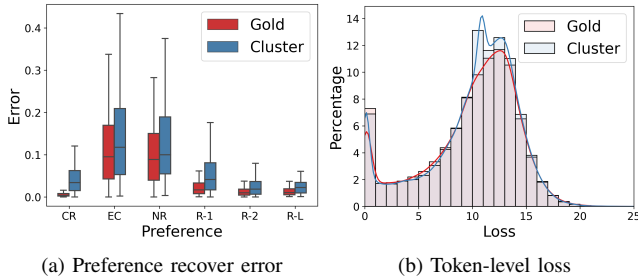 Gold
Cluster
Error
0.4
0.3
0.2
0.1
0.0
CR EC NR R-1 R-2 R-L
Preference
(a) Preference recover error
Gold
Cluster
Percentage
14
12
10
8
6
4
2
0
0 5 10 15 20 25
Loss
(b) Token-level loss